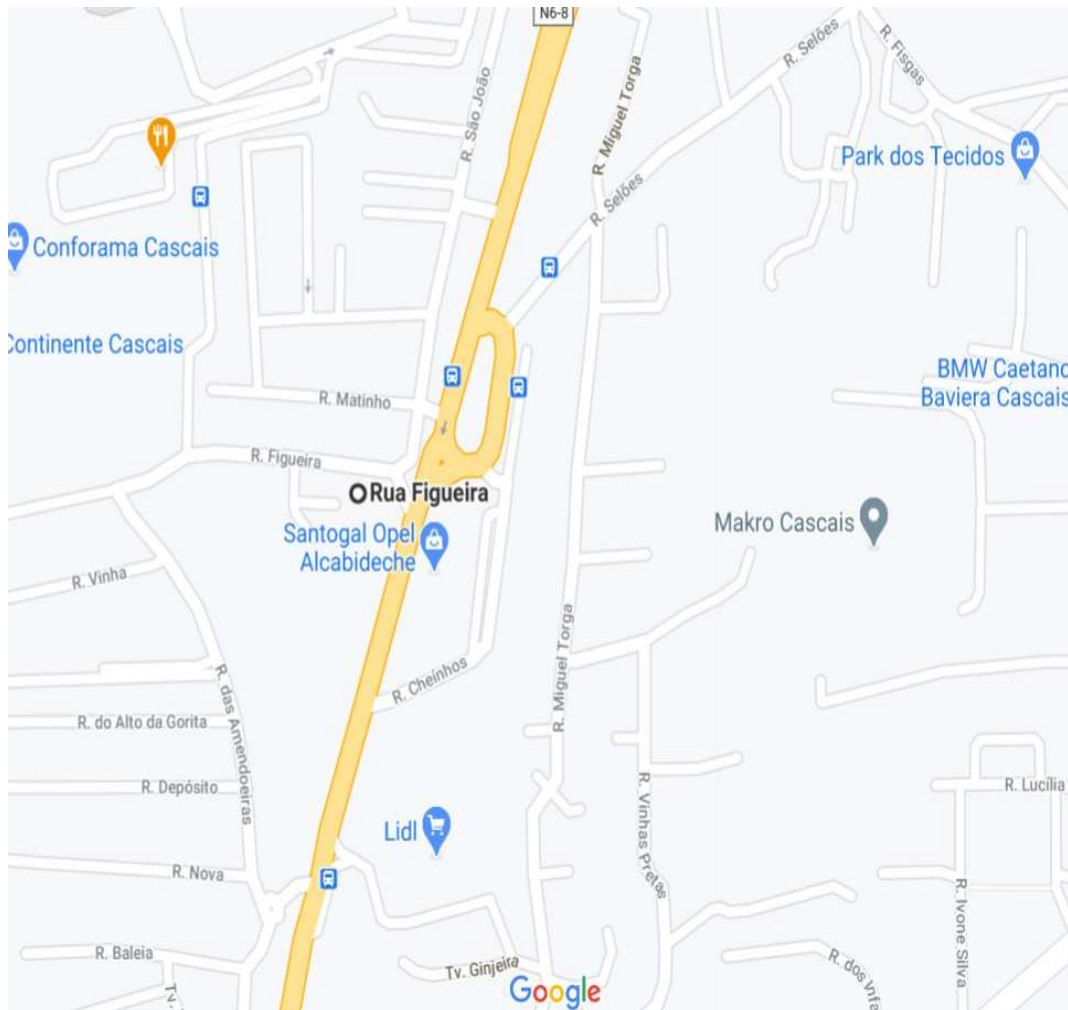 N6-8
R. Selões
R. Fisgas
R. São João
R. Miguel Torga
Park dos Tecidos
R. Selões
Conforama Cascais
Continente Cascais
BMW Caetano
Baviera Cascais
R. Matinho
R. Figueira
Rua Figueira
Santogal Opel
Alcabideche
Makro Cascais
R. Vinha
R. Miguel Torga
R. Cheinhos
R. das Amendoeiras
R. do Alto da Gorita
R. Depósito
R. Lucília
Lidl
R. Vinhas Pretas
R. Nova
R. Ivone Silva
R. Baleia
Tv. Ginjeira
R. dos Vifa
Tv.
Google